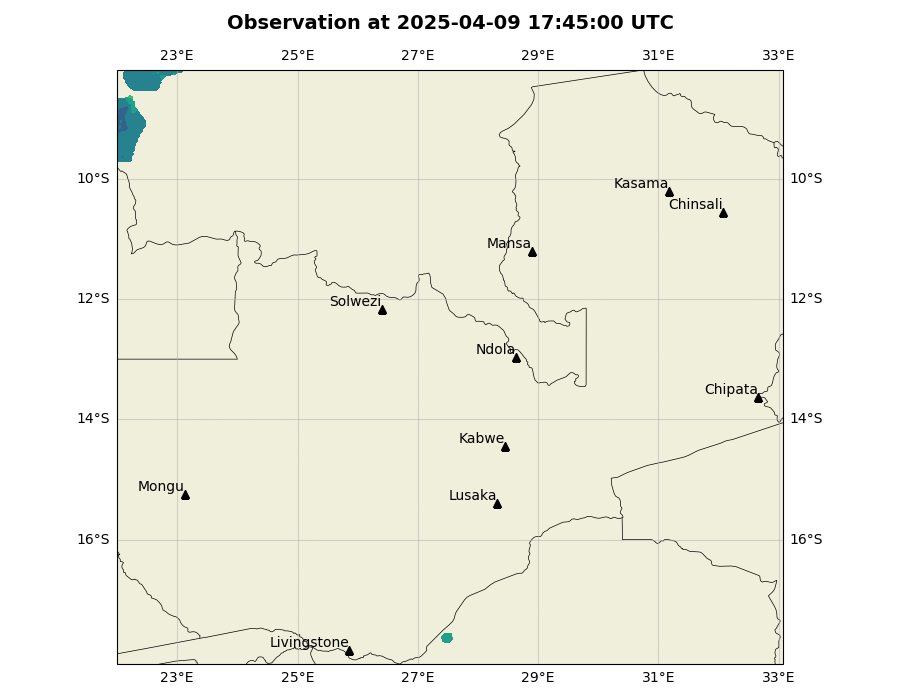 Observation at 2025-04-09 17:45:00 UTC
23°E 25°E 27°E 29°E 31°E 33°E
10°S 10°S
Kasama
Chinsali
Mansa
12°S 12°S
Solwezi
Ndola
Chipata
14°S 14°S
Kabwe
Mongu
Lusaka
16°S 16°S
Livingstone
23°E 25°E 27°E 29°E 31°E 33°E